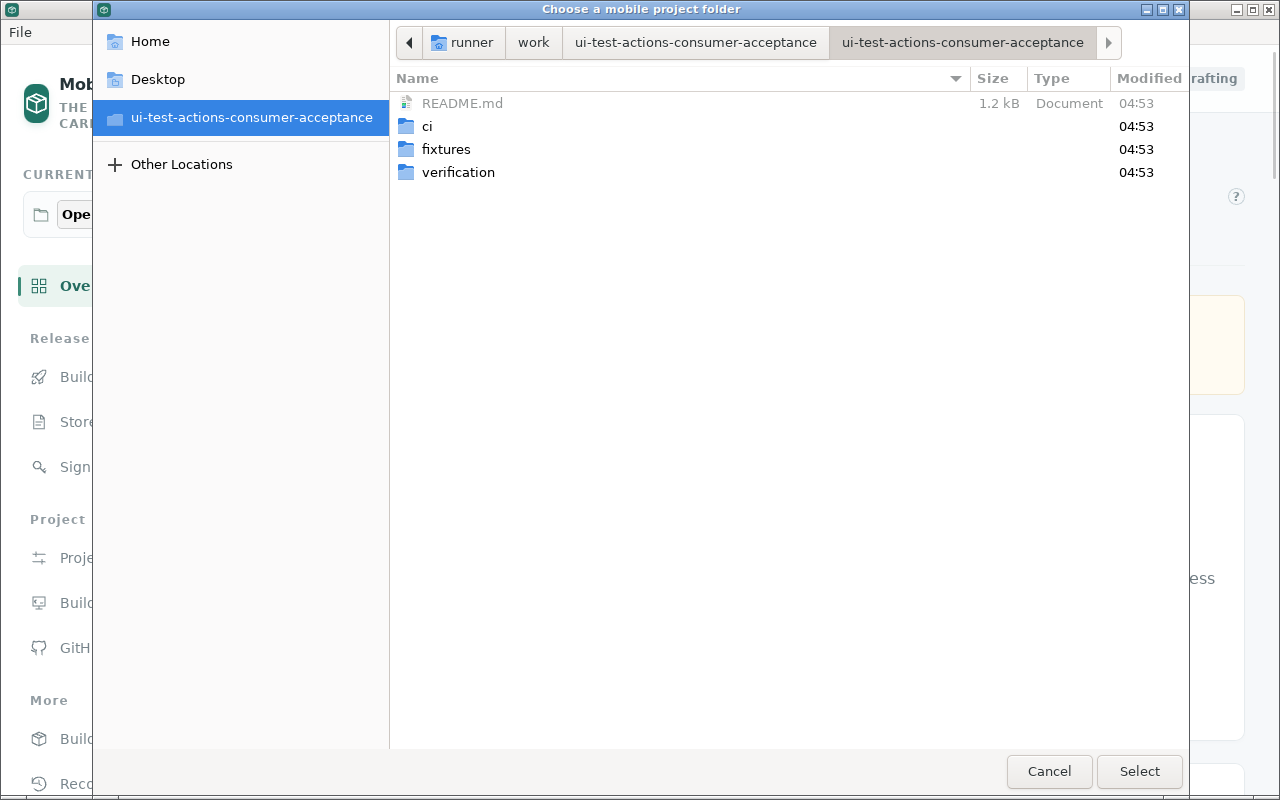 Choose a mobile project folder
File
Home
Desktop
ui-test-actions-consumer-acceptance
Other Locations
runner
work
ui-test-actions-consumer-acceptance
ui-test-actions-consumer-acceptance
Name
Size
Type
Modified
README.md
1.2 kB
Document
04:53
ci
04:53
fixtures
04:53
verification
04:53
Mob
THE
CARE
CURRENT
Ope
Ove
Release
Build
Store
Sign
Project
Proje
Build
GitH
More
Build
Reco
rafting
?
ess
Cancel
Select